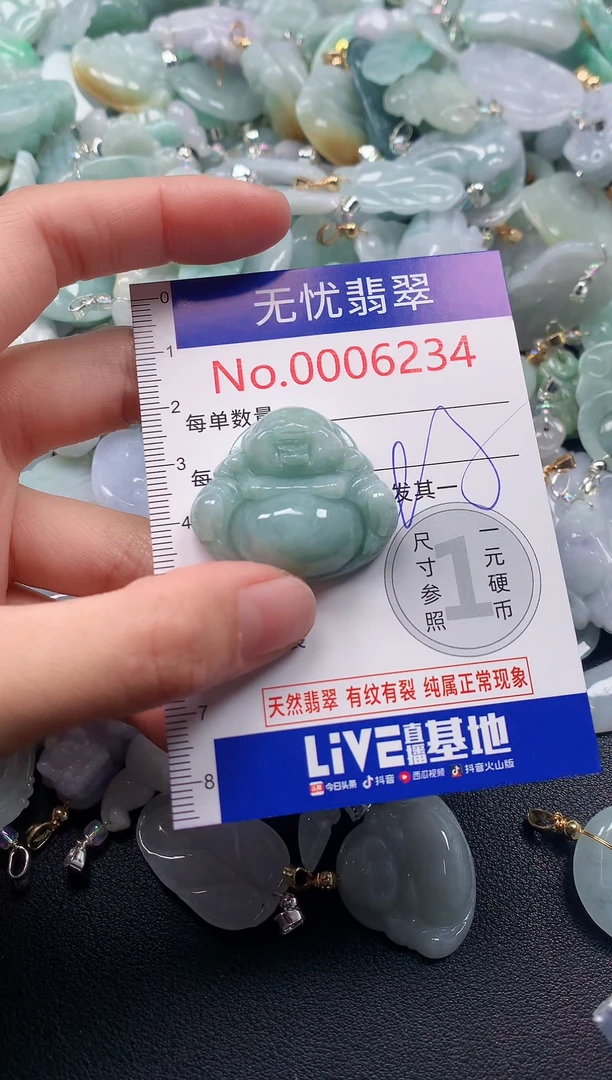 无忧翡翠
No.0006234
每单数量
每
发其一
0
1
2
3
4
7
8
尺寸参照
1
一元硬币
天然翡翠 有纹有裂 纯属正常现象
LiVE直播基地
头条 今日头条 抖音 西瓜视频 抖音火山版